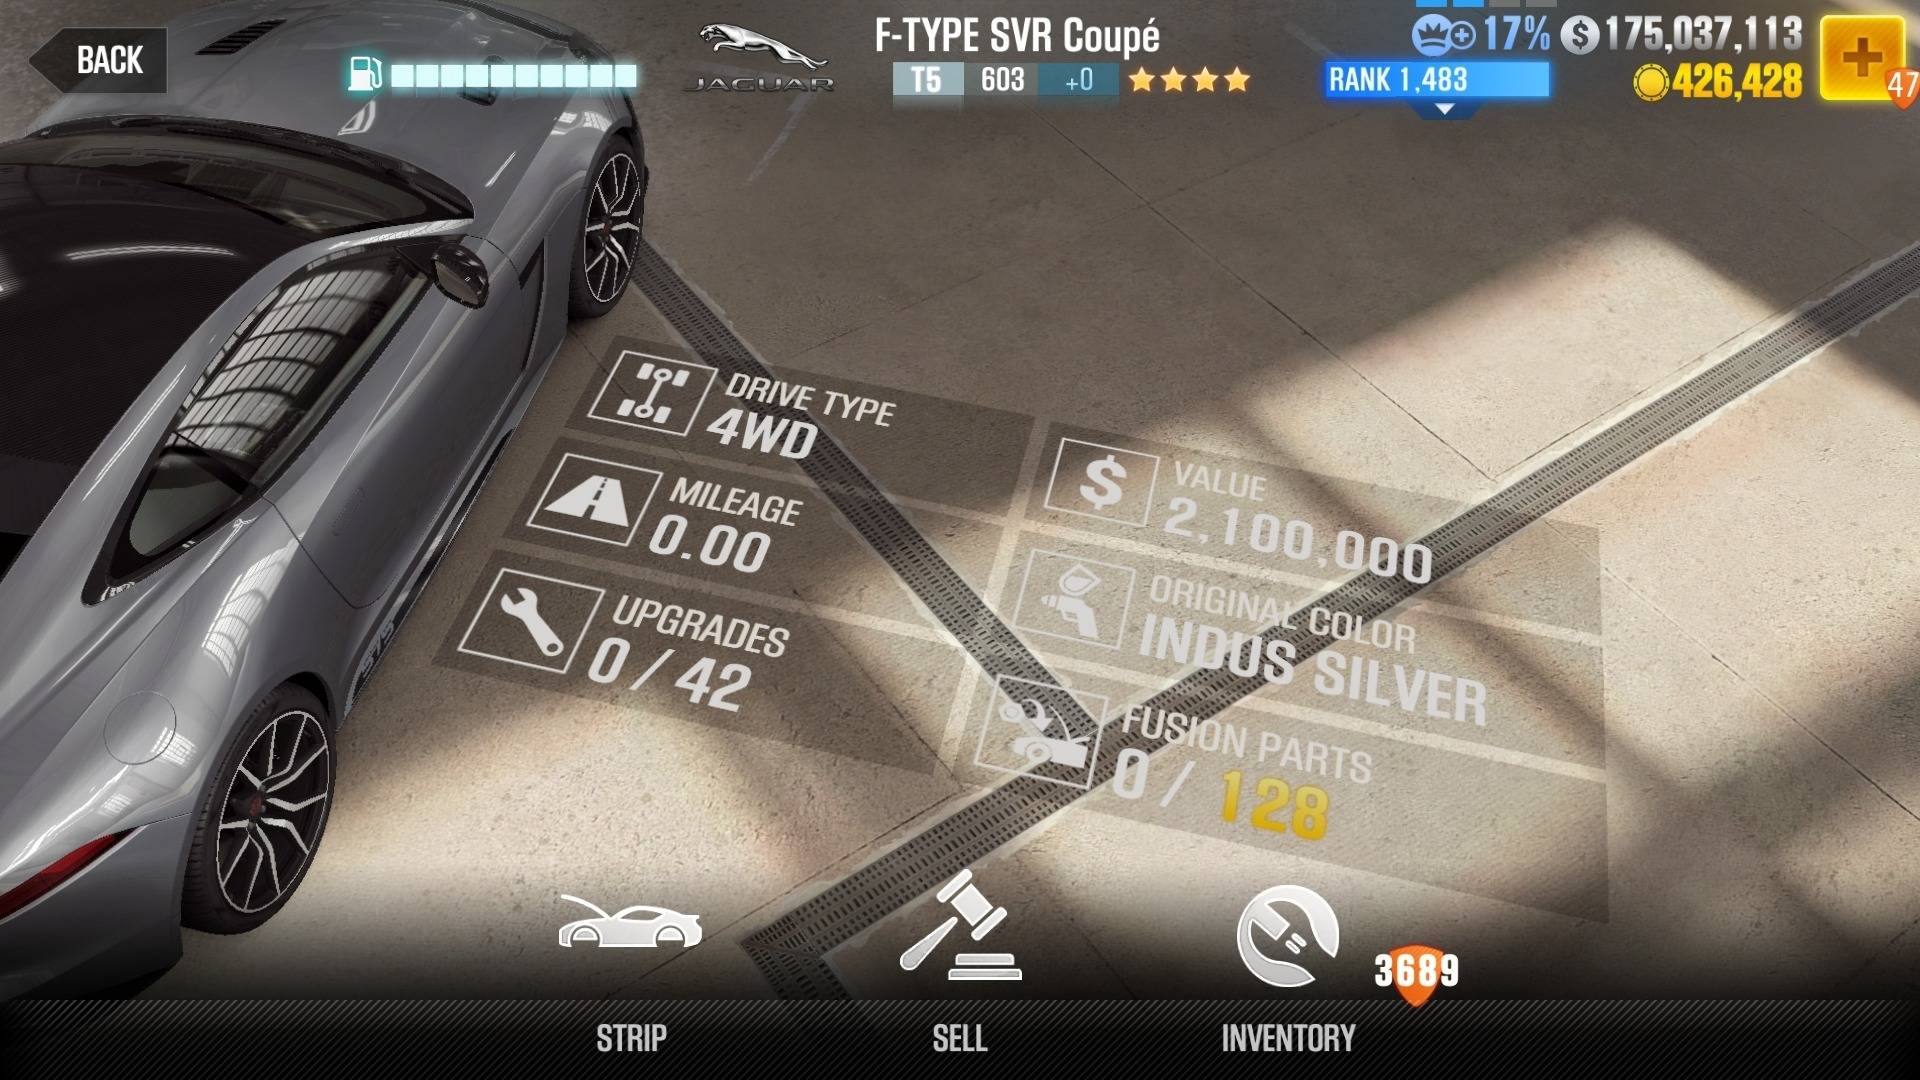 BACK
JAGUAR
F-TYPE SVR Coupé
T5 603 +0
17%
175,037,113
RANK 1,483
426,428
47
DRIVE TYPE
4WD
MILEAGE
0.00
UPGRADES
0/42
$ VALUE
2,100,000
ORIGINAL COLOR
INDUS SILVER
FUSION PARTS
0/ 128
3689
STRIP
SELL
INVENTORY